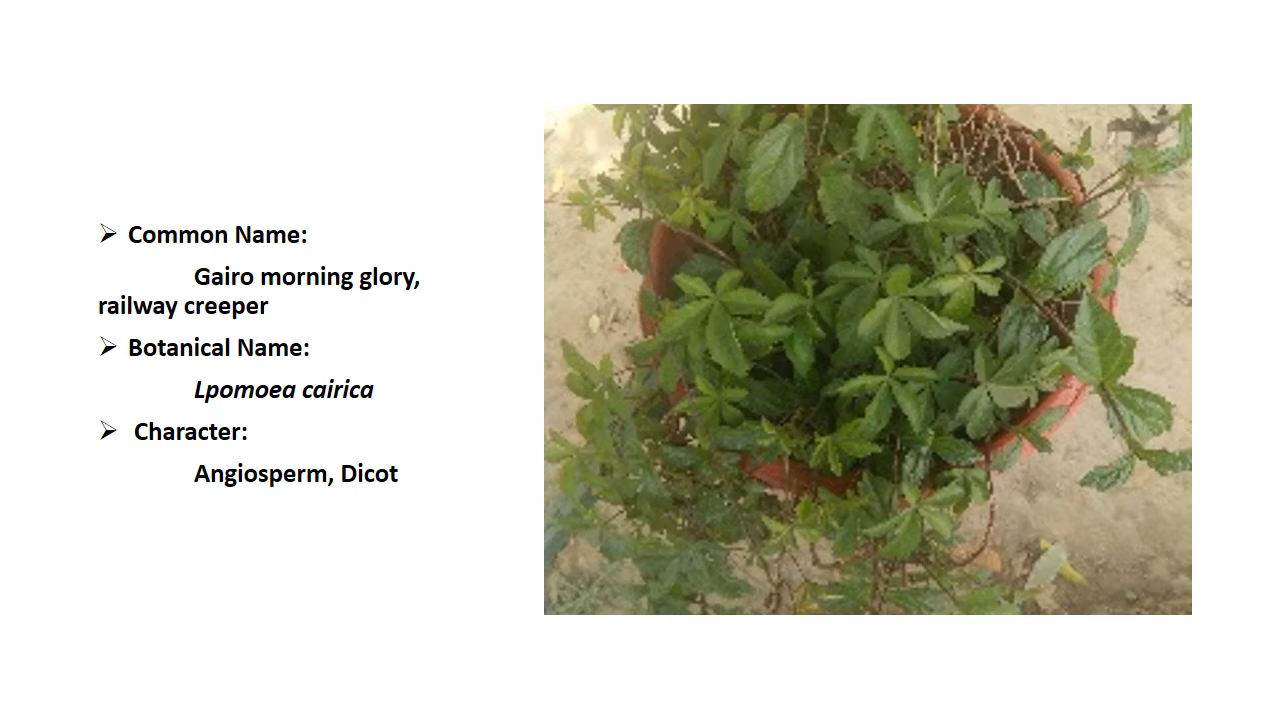 ➢ Common Name:
Gairo morning glory,
railway creeper
➢ Botanical Name:
Lpomoea cairica
➢ Character:
Angiosperm, Dicot